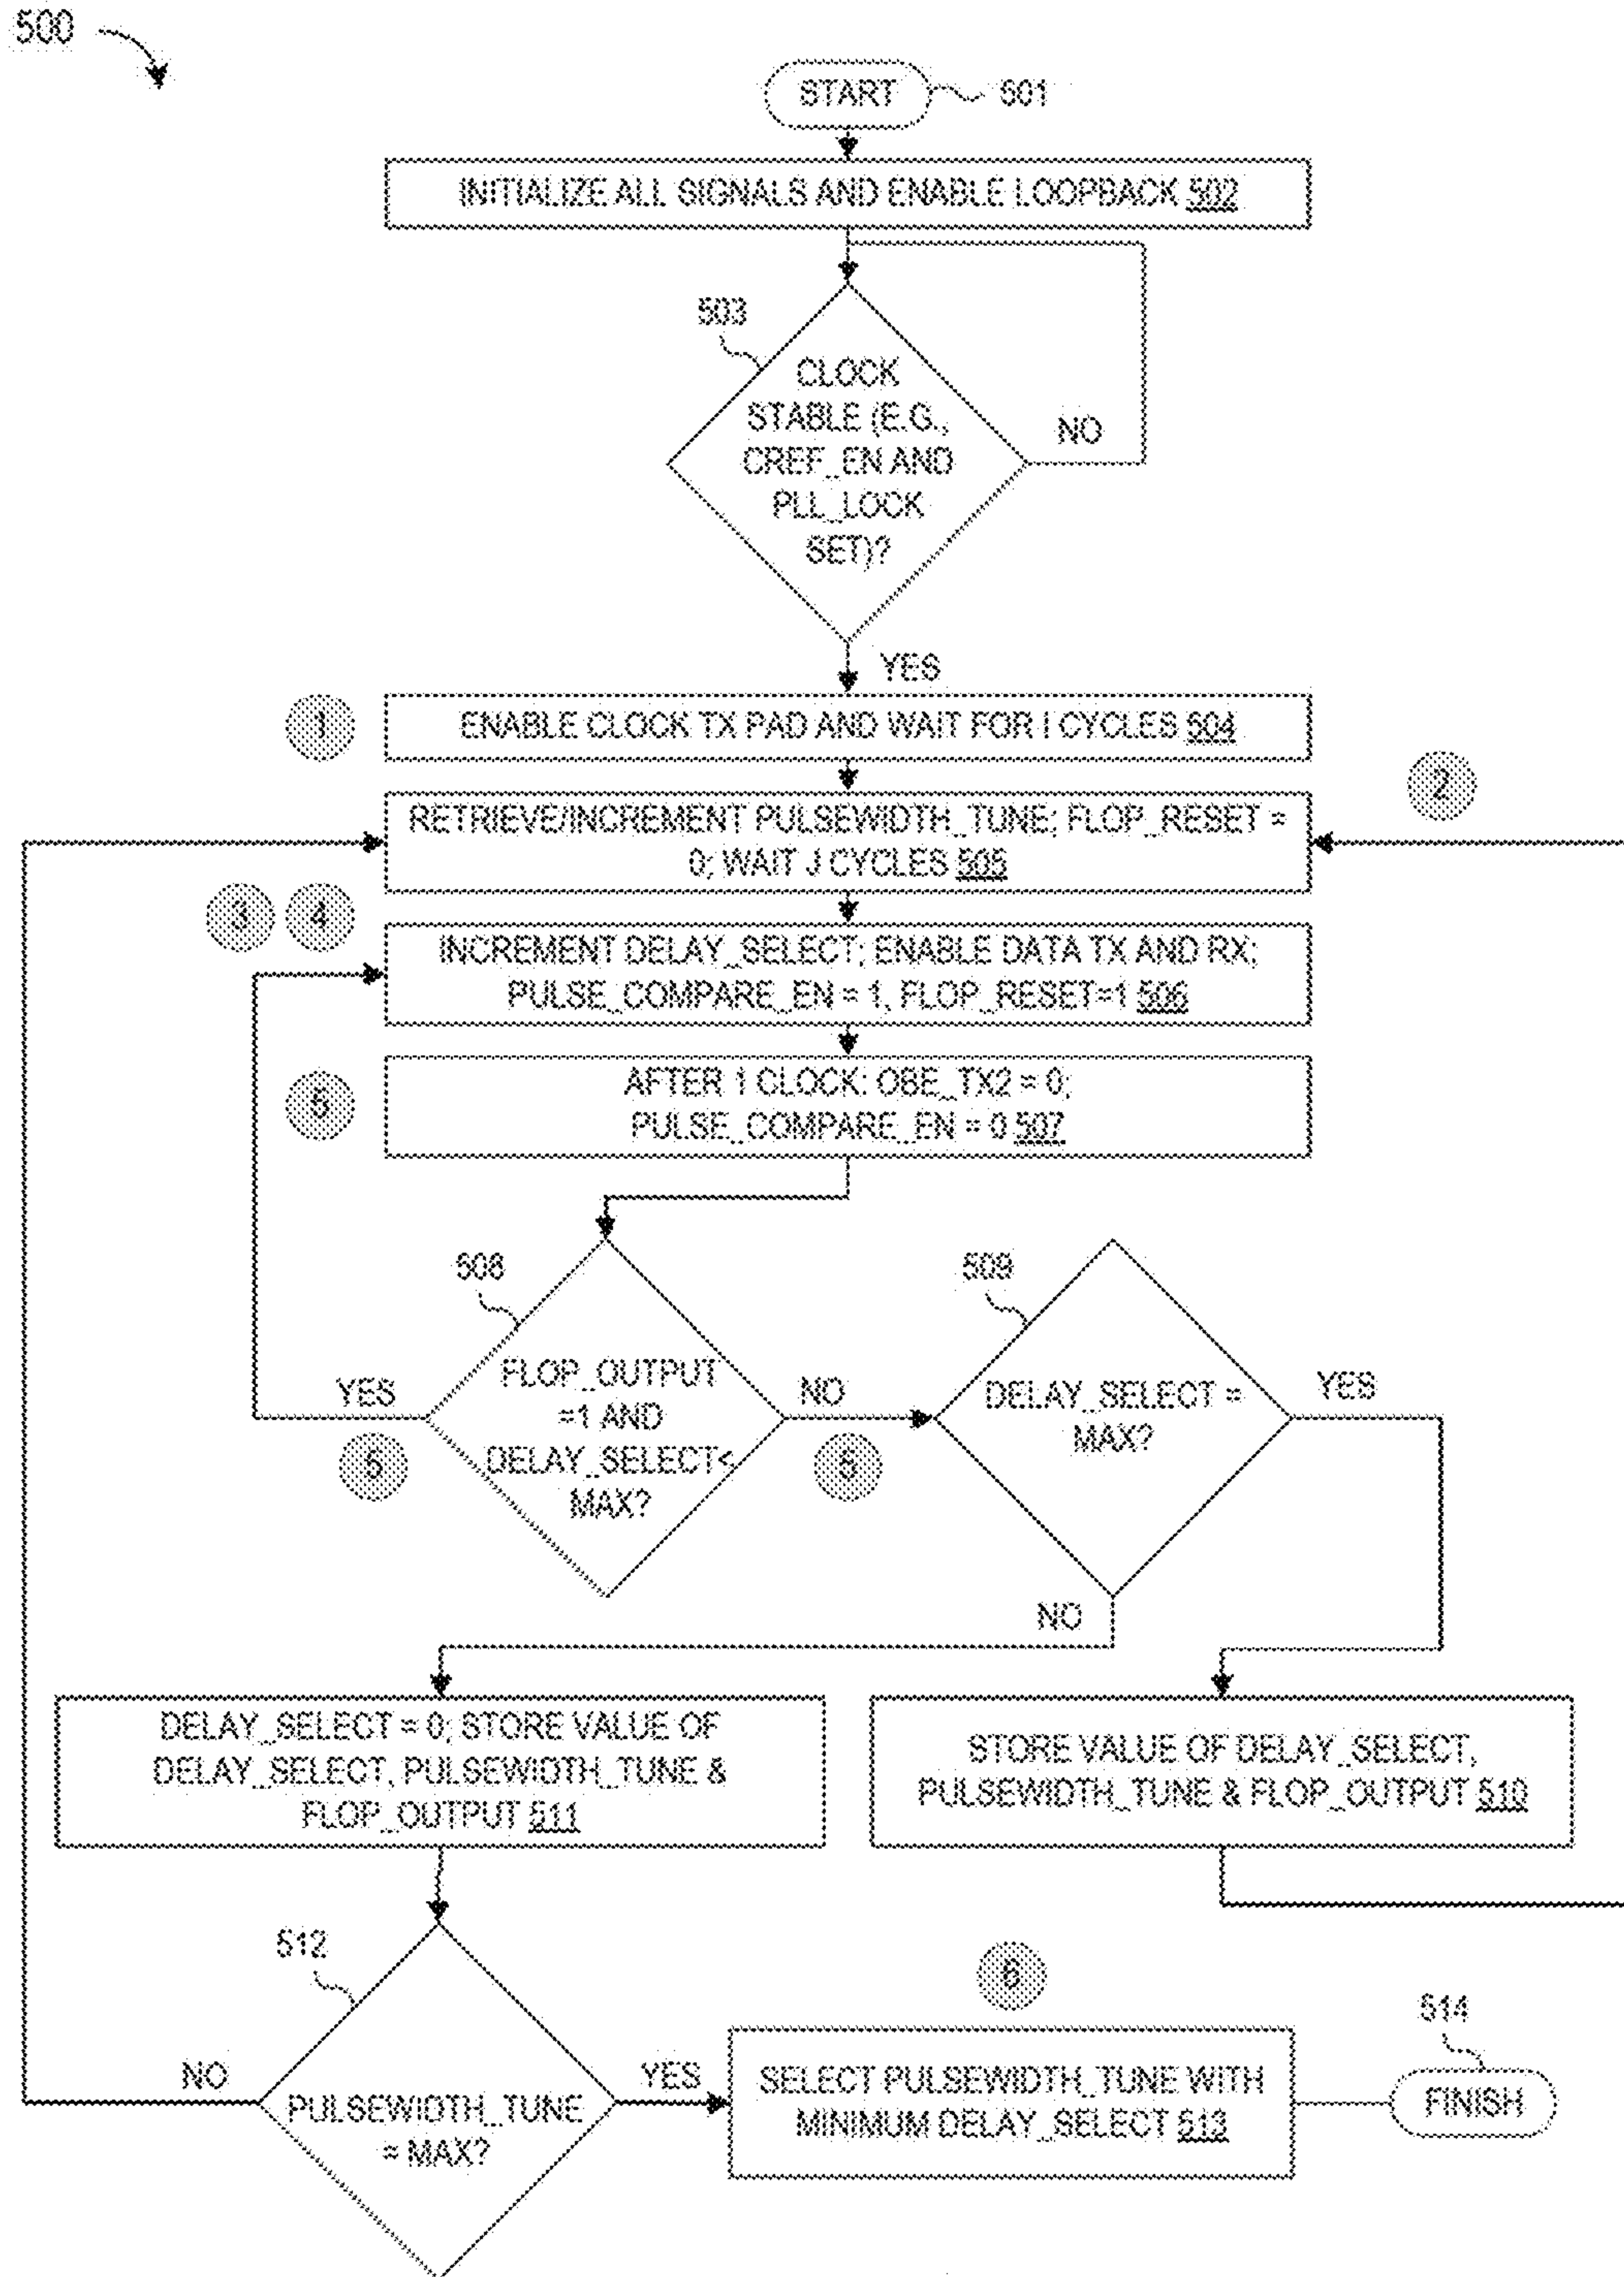 500
START
501
INITIALIZE ALL SIGNALS AND ENABLE LOOPBACK 502
503
CLOCK
STABLE (E.G.,
CREF_EN AND
PLL_LOCK
SET)?
NO
YES
1
ENABLE CLOCK TX PAD AND WAIT FOR I CYCLES 504
2
RETRIEVE/INCREMENT PULSEWIDTH_TUNE; FLOP_RESET =
0; WAIT J CYCLES 505
3
4
INCREMENT DELAY_SELECT; ENABLE DATA TX AND RX;
PULSE_COMPARE_EN = 1, FLOP_RESET=1 506
5
AFTER 1 CLOCK: OBE_TX2 = 0;
PULSE_COMPARE_EN = 0 507
508
509
FLOP_OUTPUT
=1 AND
DELAY_SELECT<
MAX?
YES
5
NO
5
DELAY_SELECT =
MAX?
YES
NO
DELAY_SELECT = 0; STORE VALUE OF
DELAY_SELECT, PULSEWIDTH_TUNE &
FLOP_OUTPUT 511
STORE VALUE OF DELAY_SELECT,
PULSEWIDTH_TUNE & FLOP_OUTPUT 510
512
PULSEWIDTH_TUNE
= MAX?
NO
YES
6
SELECT PULSEWIDTH_TUNE WITH
MINIMUM DELAY_SELECT 513
514
FINISH